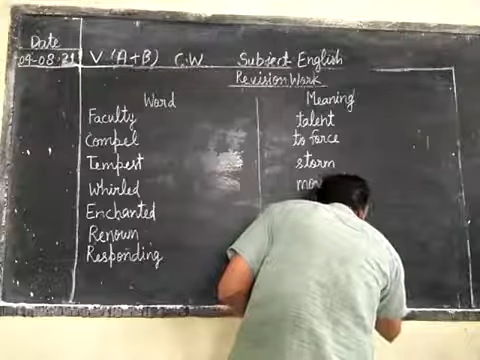 Date
09-08-21
V (A+B) C.W Subject English
Revision Work
Word Meaning
Faculty talent
Compel to force
Tempest storm
Whirled
Enchanted
Renown
Responding